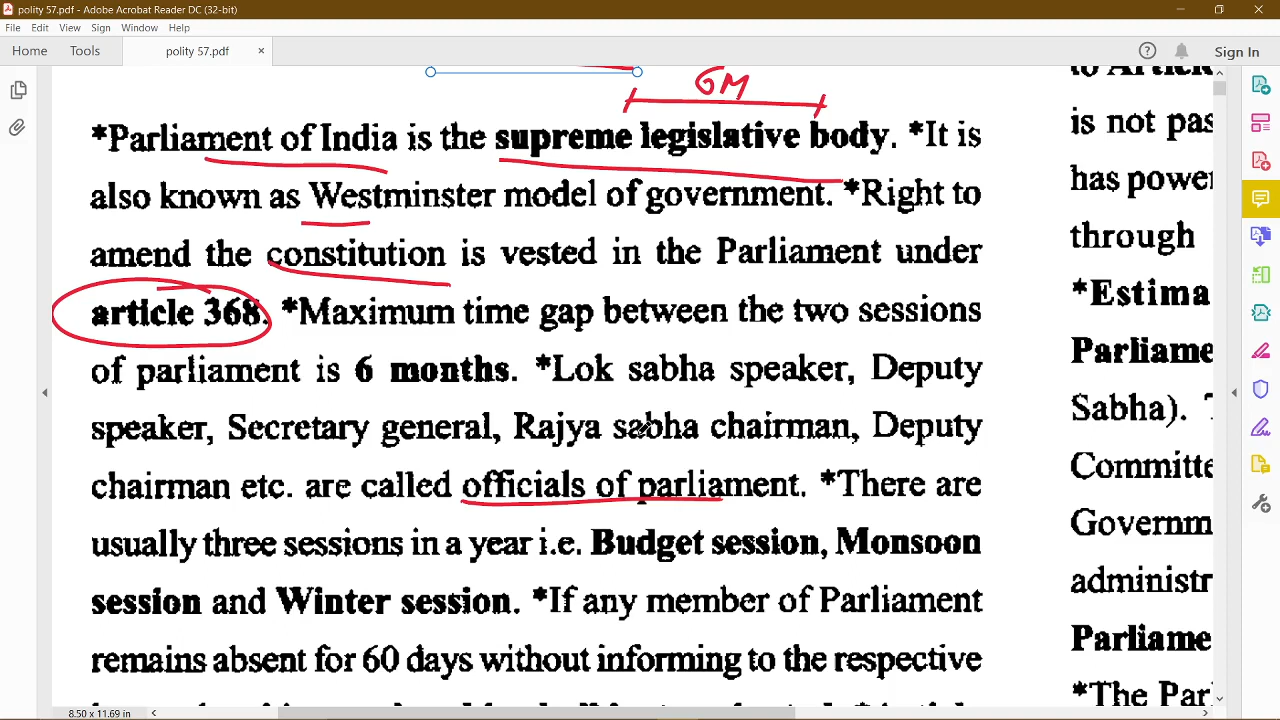 polity 57.pdf - Adobe Acrobat Reader DC (32-bit)
File Edit View Sign Window Help
Home Tools polity 57.pdf × Sign In
6M
*Parliament of India is the supreme legislative body. *It is
also known as Westminster model of government. *Right to
amend the constitution is vested in the Parliament under
article 368. *Maximum time gap between the two sessions
of parliament is 6 months. *Lok sabha speaker, Deputy
speaker, Secretary general, Rajya sabha chairman, Deputy
chairman etc. are called officials of parliament. *There are
usually three sessions in a year i.e. Budget session, Monsoon
session and Winter session. *If any member of Parliament
remains absent for 60 days without informing to the respective
to Article
is not pas
has power
through
*Estima
Parliame
Sabha). T
Committe
Governm
administr
Parliame
*The Par
8.50 x 11.69 in